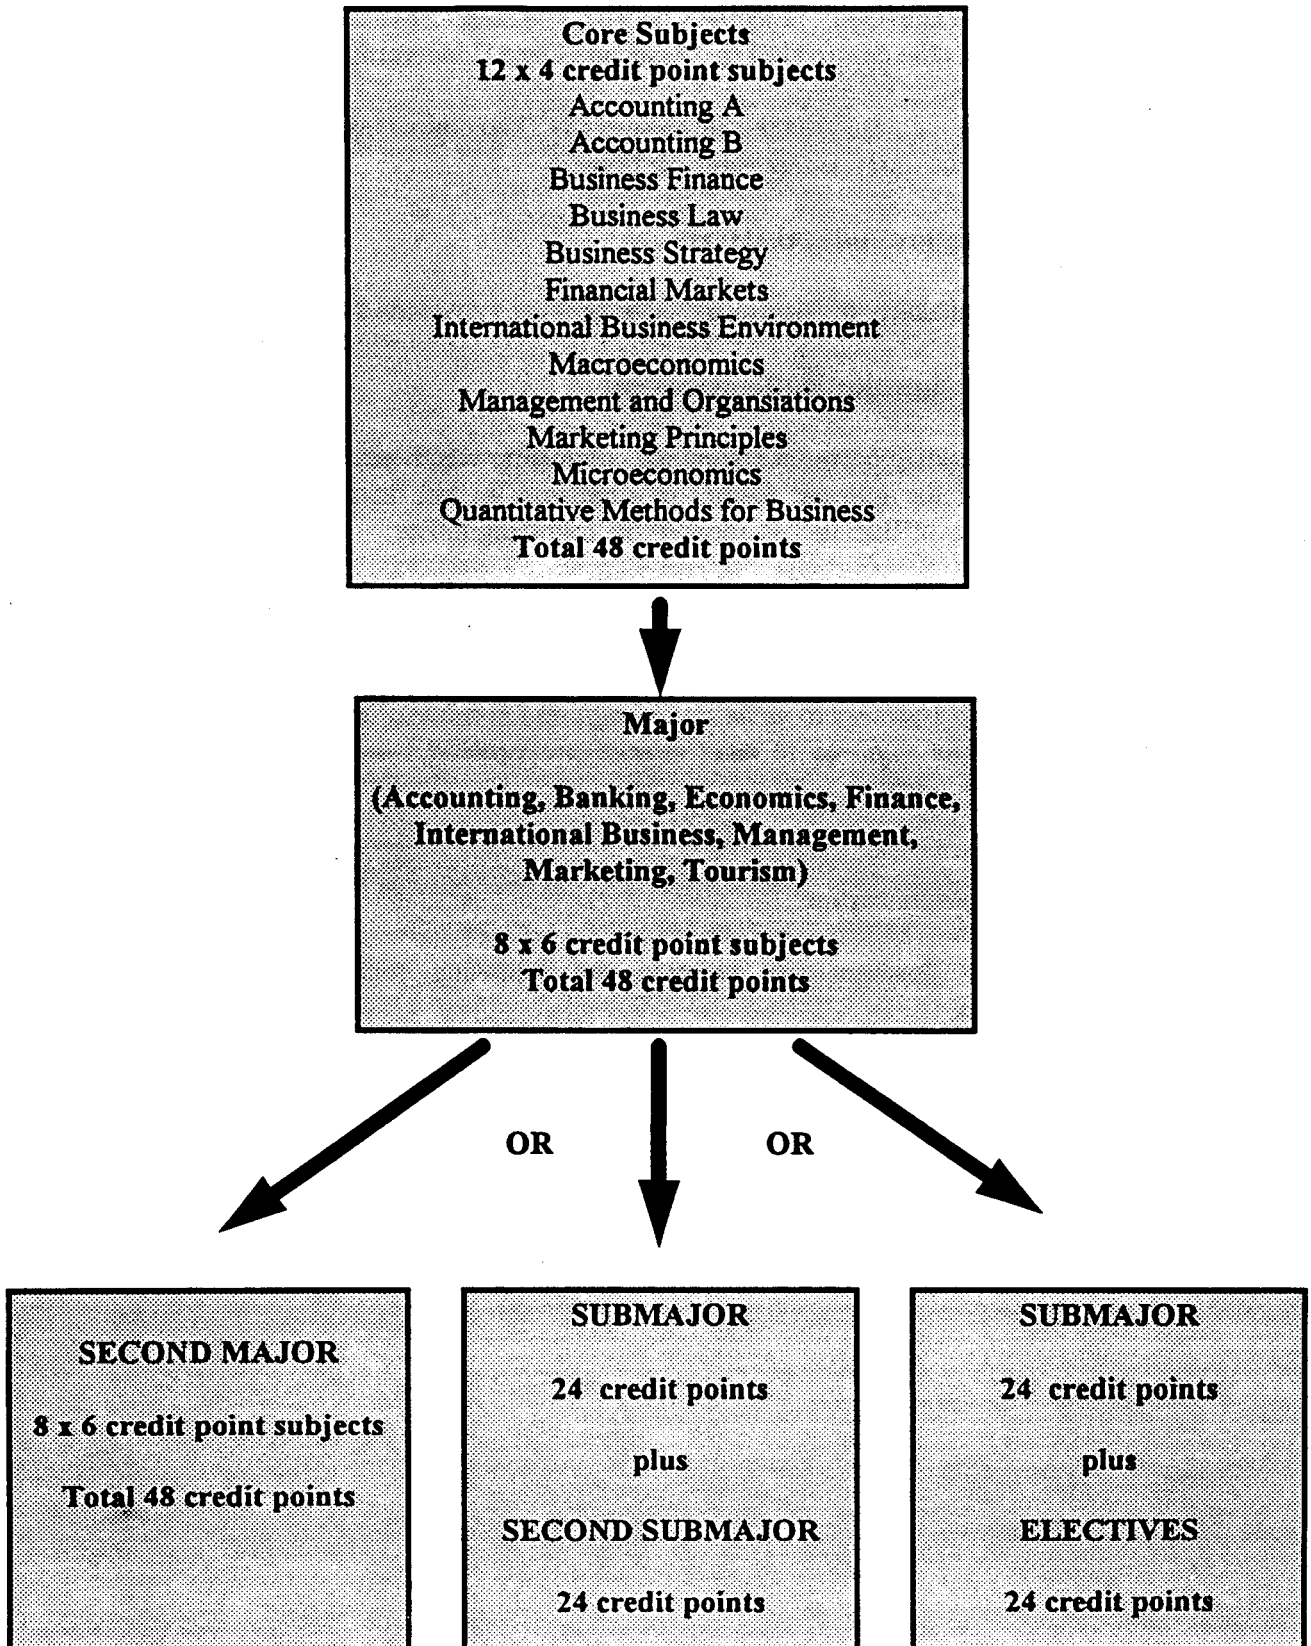 Core Subjects
12 x 4 credit point subjects
Accounting A
Accounting B
Business Finance
Business Law
Business Strategy
Financial Markets
International Business Environment
Macroeconomics
Management and Organsiations
Marketing Principles
Microeconomics
Quantitative Methods for Business
Total 48 credit points
Major
(Accounting, Banking, Economics, Finance,
International Business, Management,
Marketing, Tourism)
8 x 6 credit point subjects
Total 48 credit points
OR
OR
SECOND MAJOR
8 x 6 credit point subjects
Total 48 credit points
SUBMAJOR
24 credit points
plus
SECOND SUBMAJOR
24 credit points
SUBMAJOR
24 credit points
plus
ELECTIVES
24 credit points